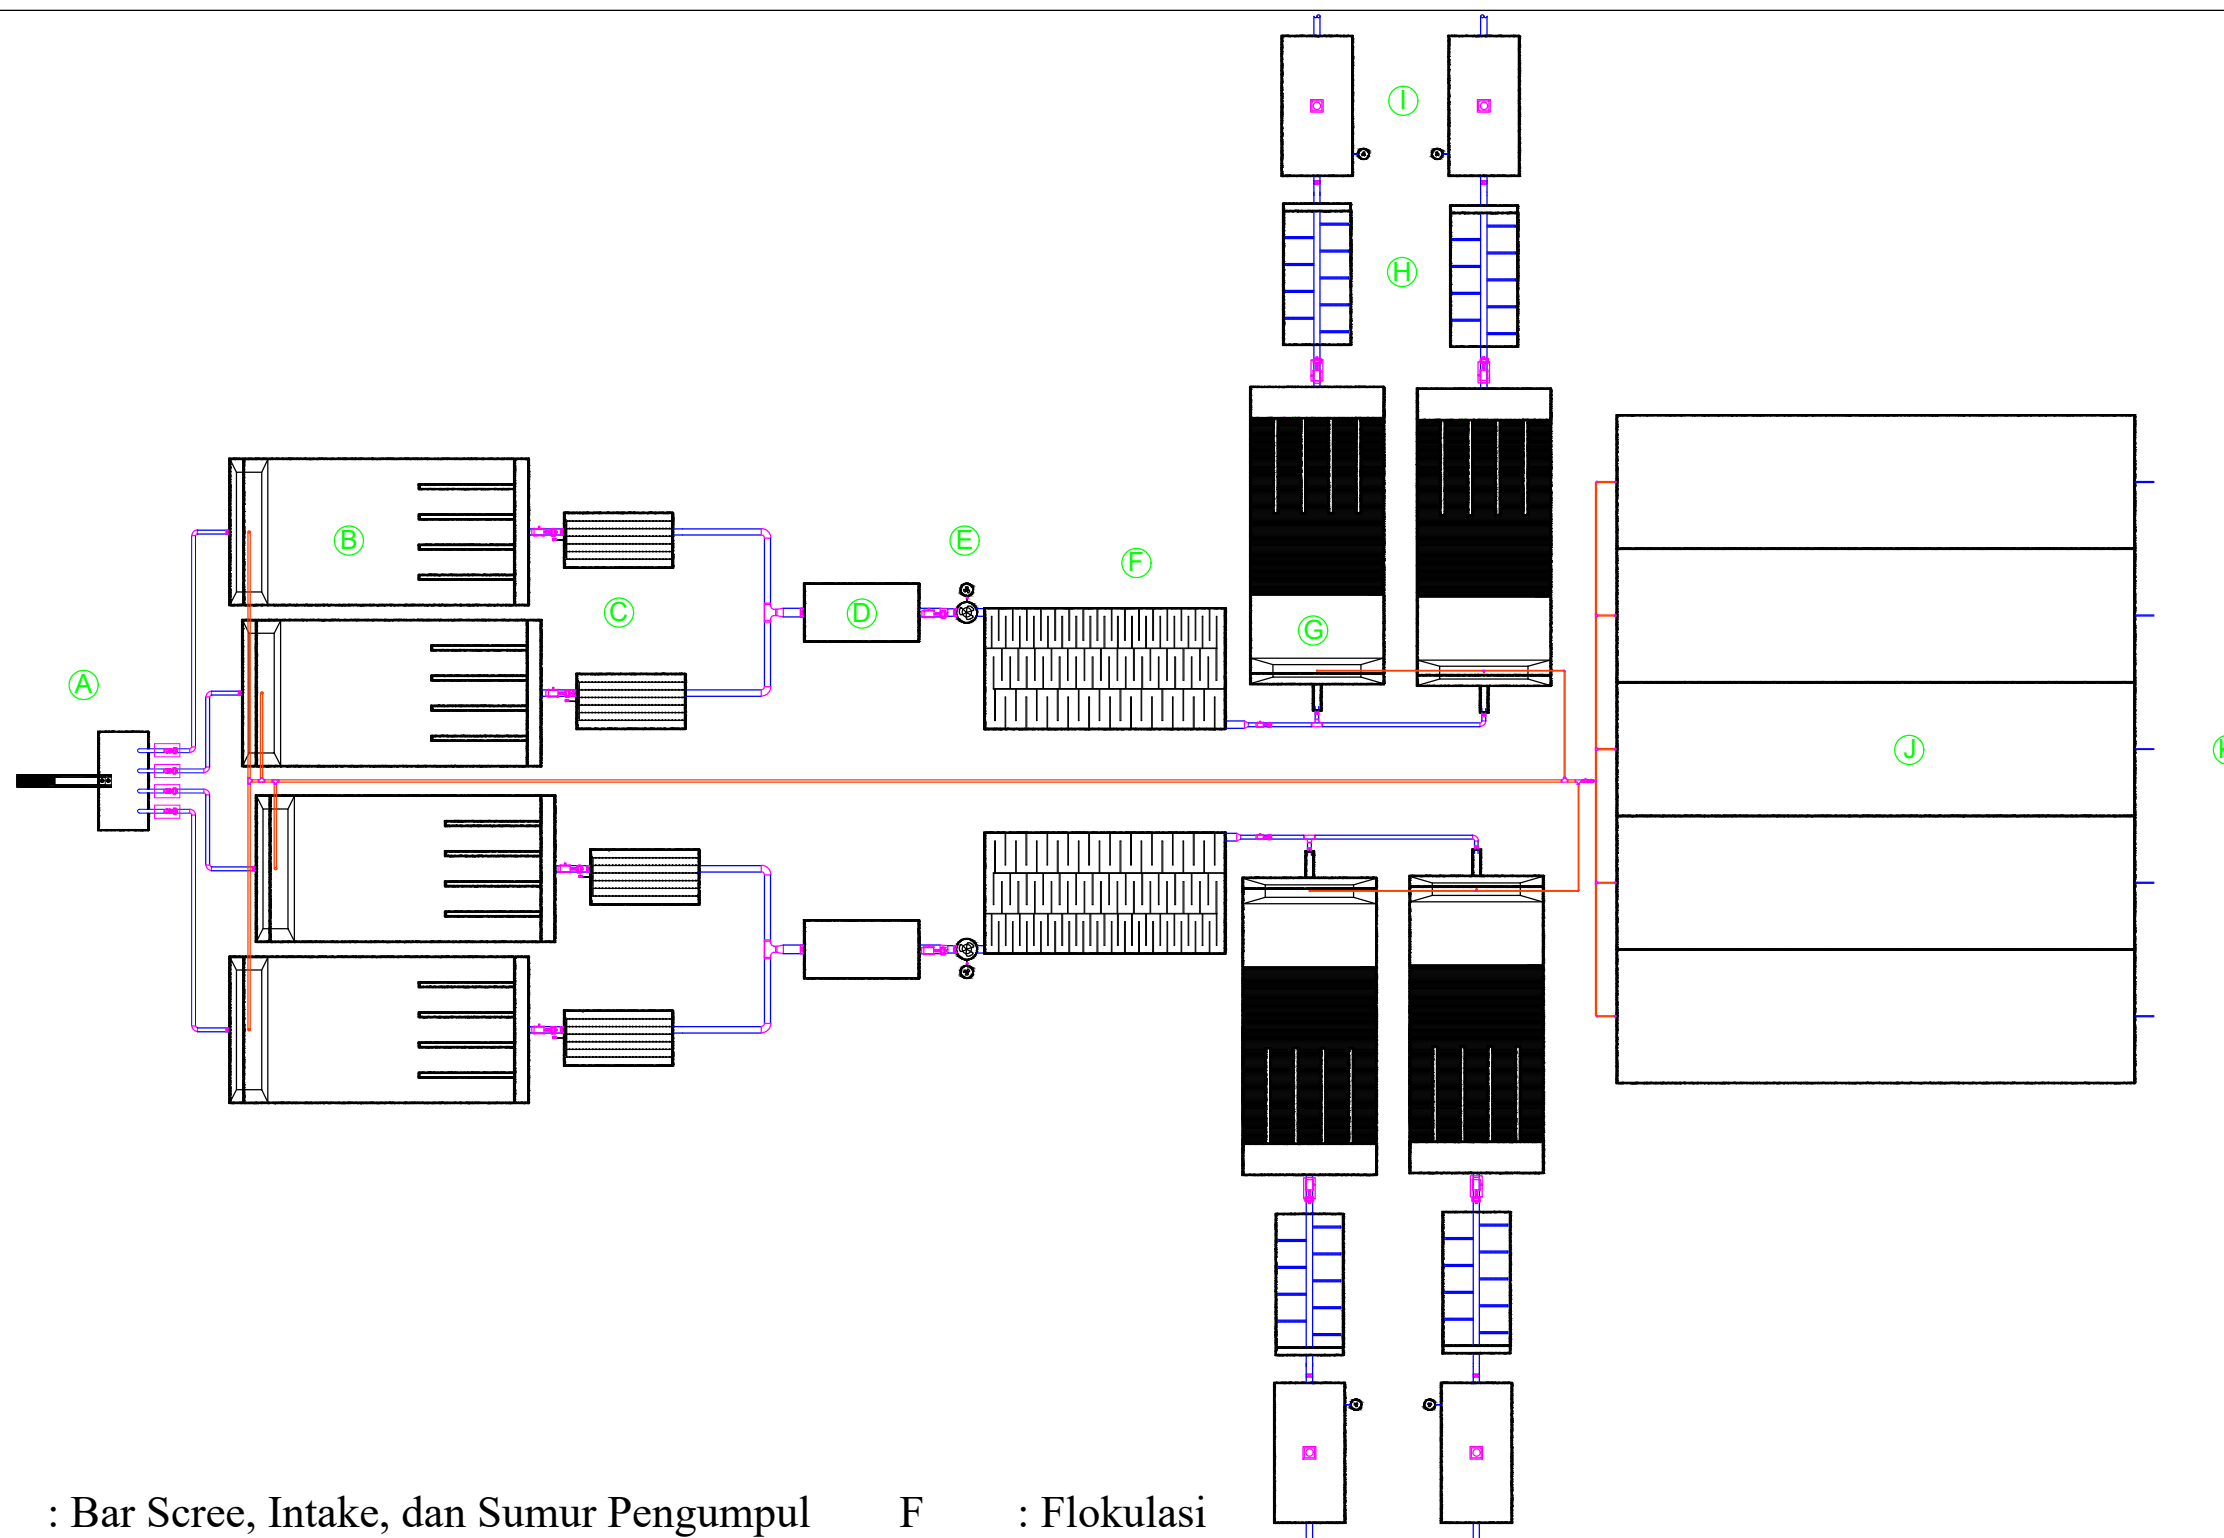 I
H
B
E
F
C
D
G
A
J
: Bar Scree, Intake, dan Sumur Pengumpul F : Flokulasi